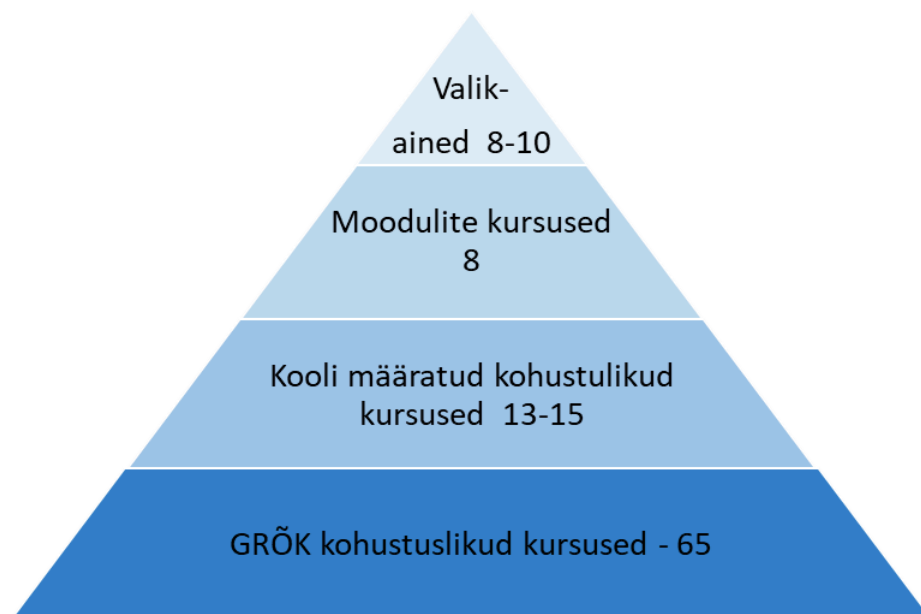 Valik-
ained 8-10
Moodulite kursused
8
Kooli määratud kohustulikud
kursused 13-15
GRÕK kohustuslikud kursused - 65